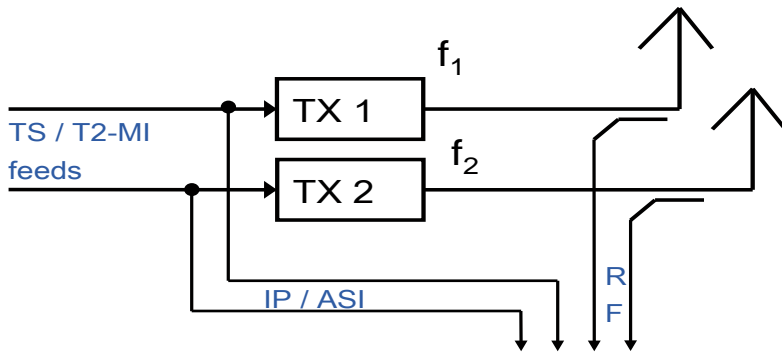 f1
TX 1
TS / T2-MI
feeds
f2
TX 2
IP / ASI
R
F